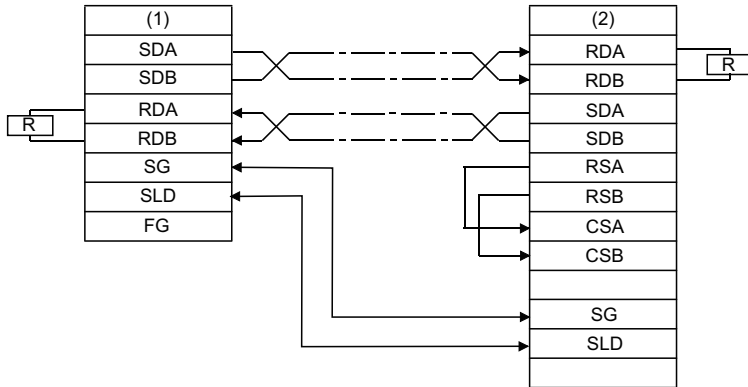 (1)
SDA
SDB
RDA
RDB
SG
SLD
FG
R
(2)
RDA
RDB
SDA
SDB
RSA
RSB
CSA
CSB
SG
SLD
R